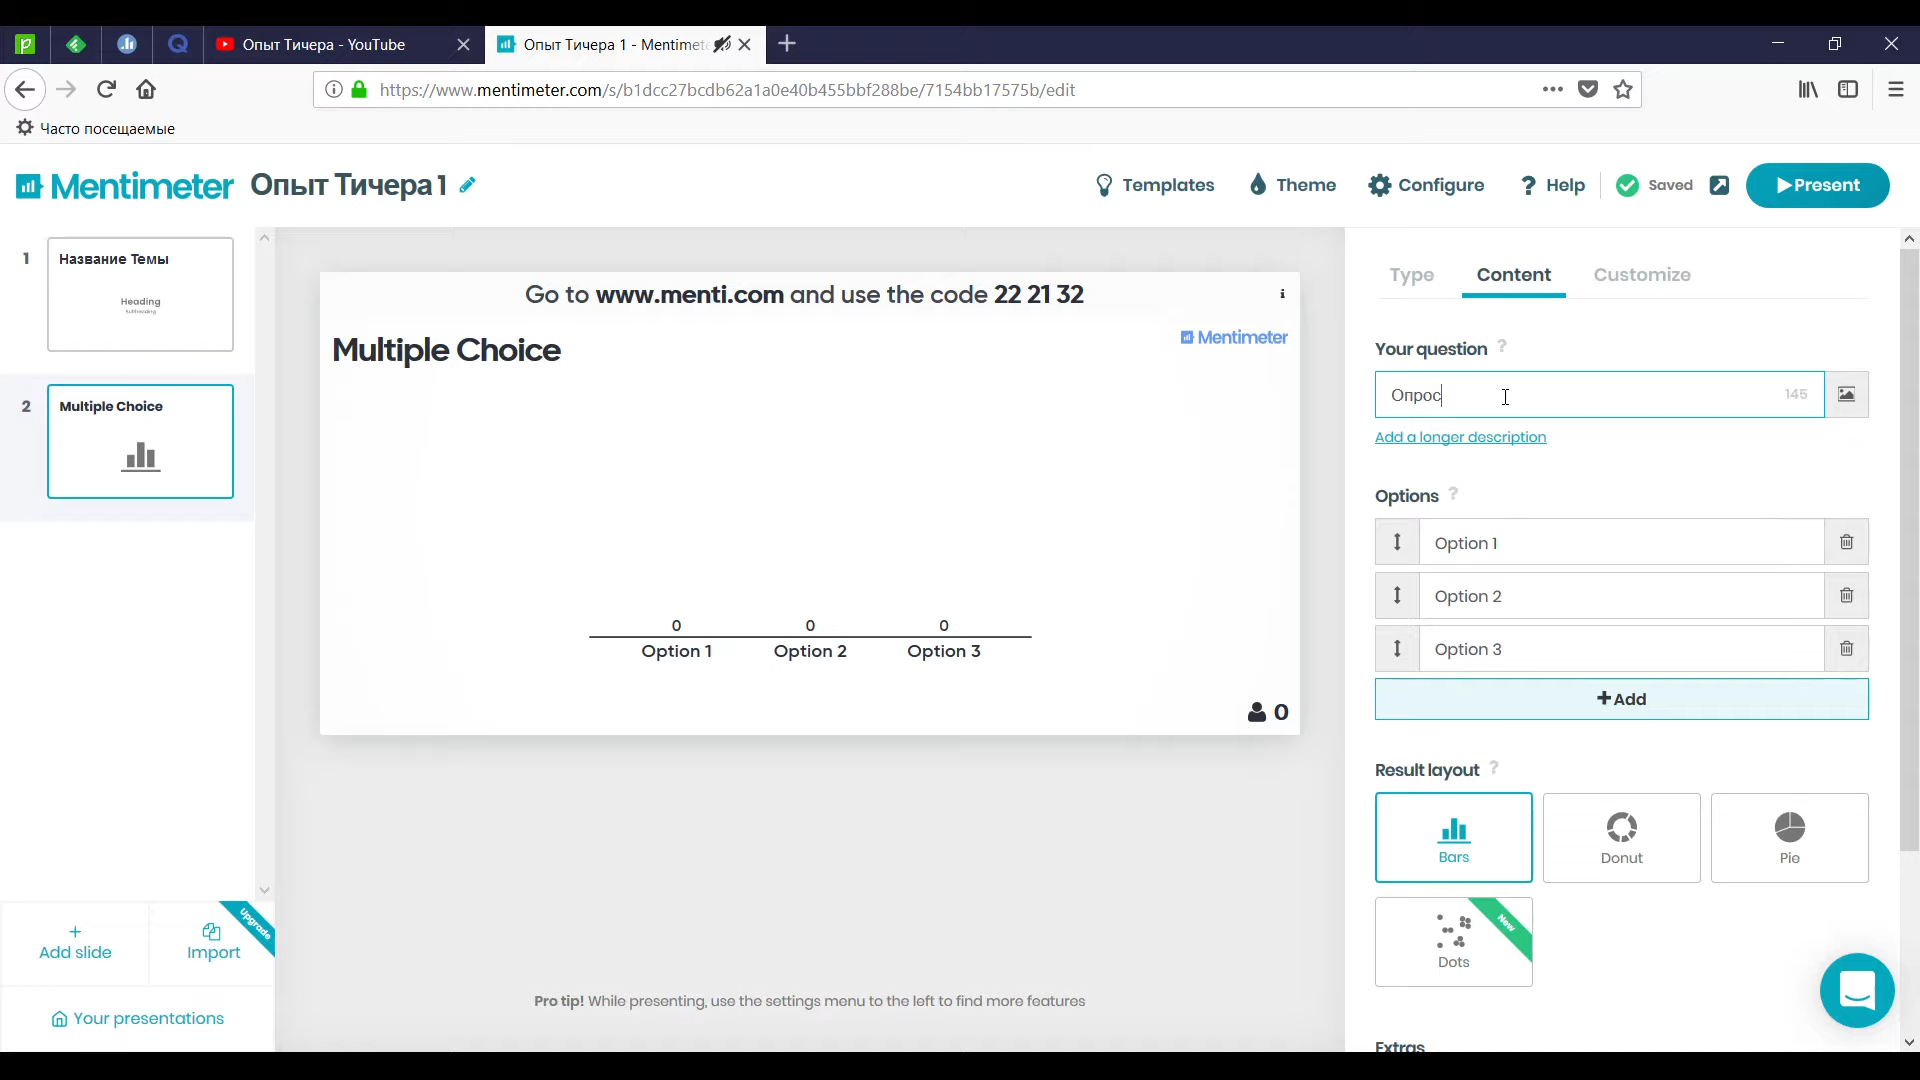 Опыт Тичера - YouTube
Опыт Тичера 1 - Mentimete
https://www.mentimeter.com/s/b1dcc27bcdb62a1a0e40b455bbf288be/7154bb17575b/edit
Часто посещаемые
Mentimeter Опыт Тичера 1
Templates Theme Configure ? Help Saved Present
1 Название Темы
Heading
Subheading
2 Multiple Choice
Add slide
Import
Upgrade
Your presentations
Go to www.menti.com and use the code 22 21 32
Multiple Choice
Mentimeter
0 0 0
Option 1 Option 2 Option 3
0
Pro tip! While presenting, use the settings menu to the left to find more features
Type Content Customize
Your question ?
Опрос 145
Add a longer description
Options ?
Option 1
Option 2
Option 3
+ Add
Result layout ?
Bars Donut Pie
Dots New
Extras